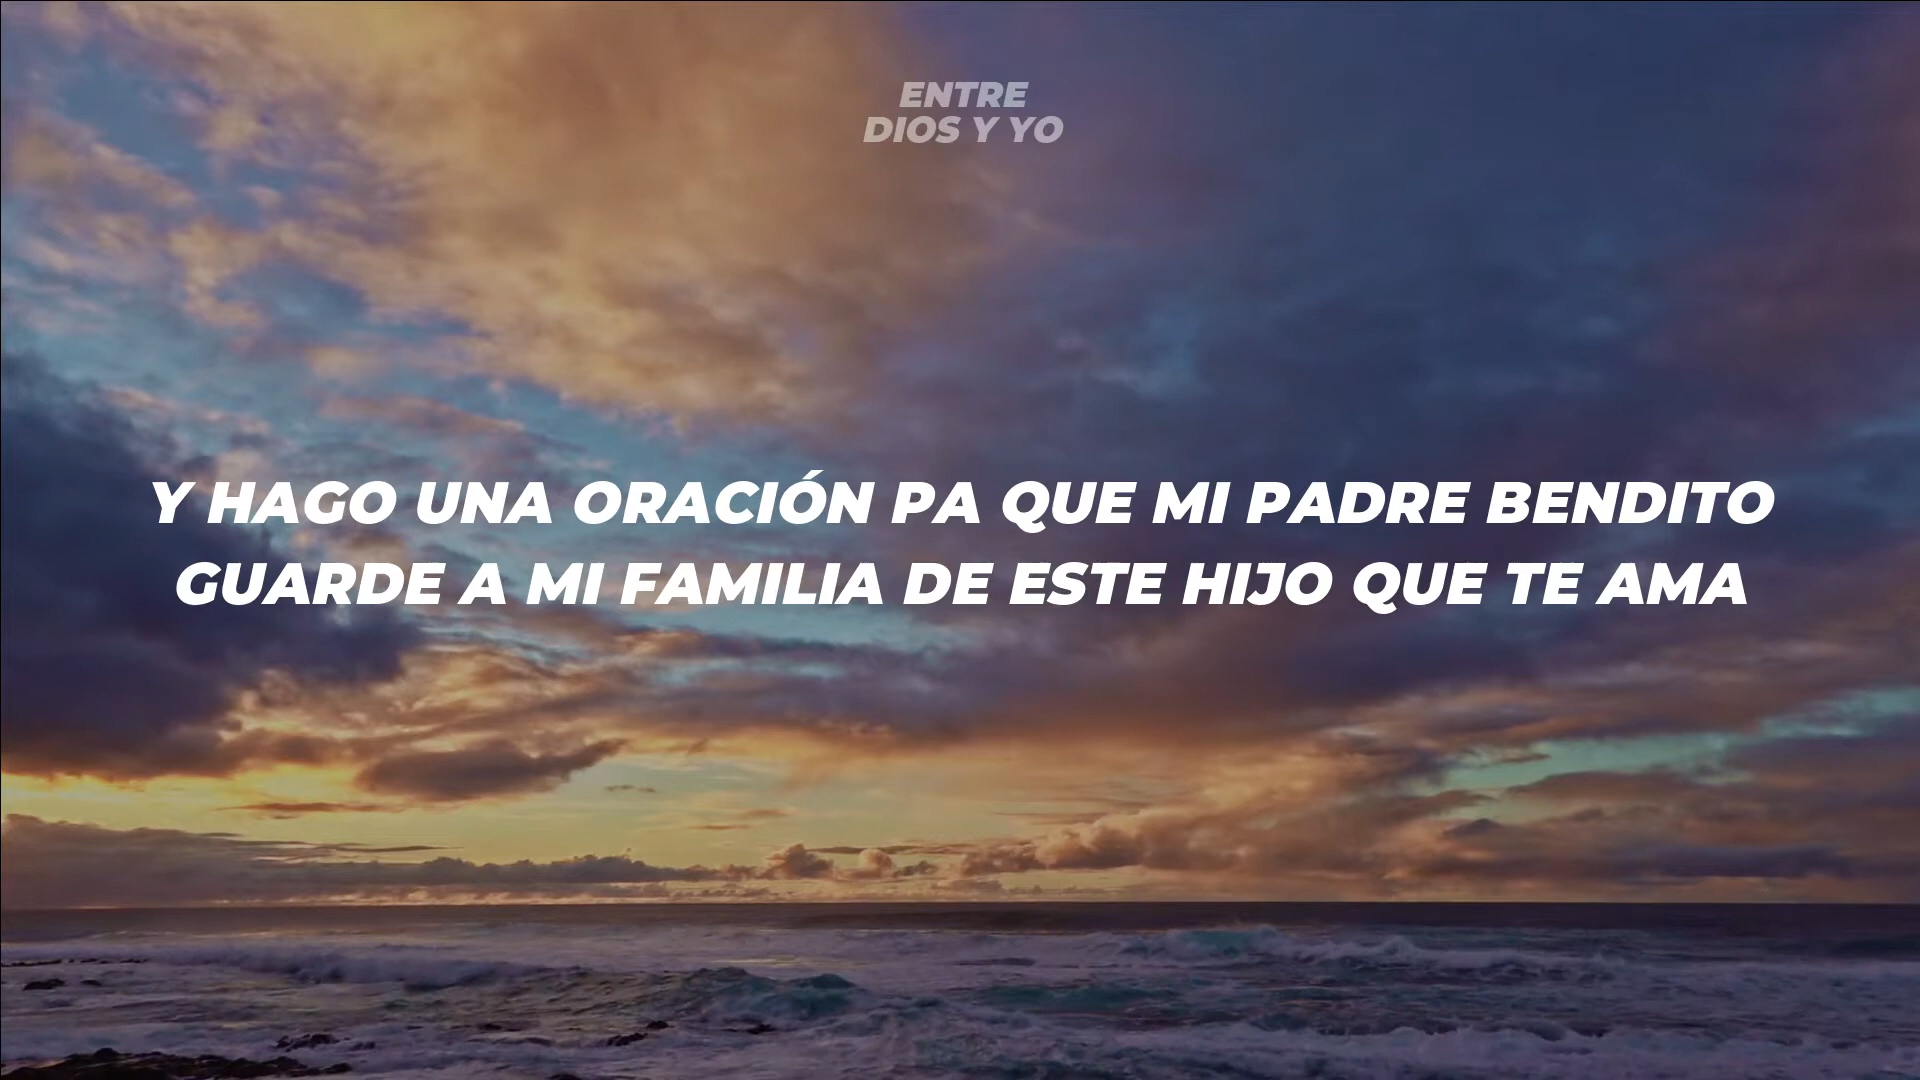 ENTRE
DIOS Y YO
Y HAGO UNA ORACIÓN PA QUE MI PADRE BENDITO
GUARDE A MI FAMILIA DE ESTE HIJO QUE TE AMA